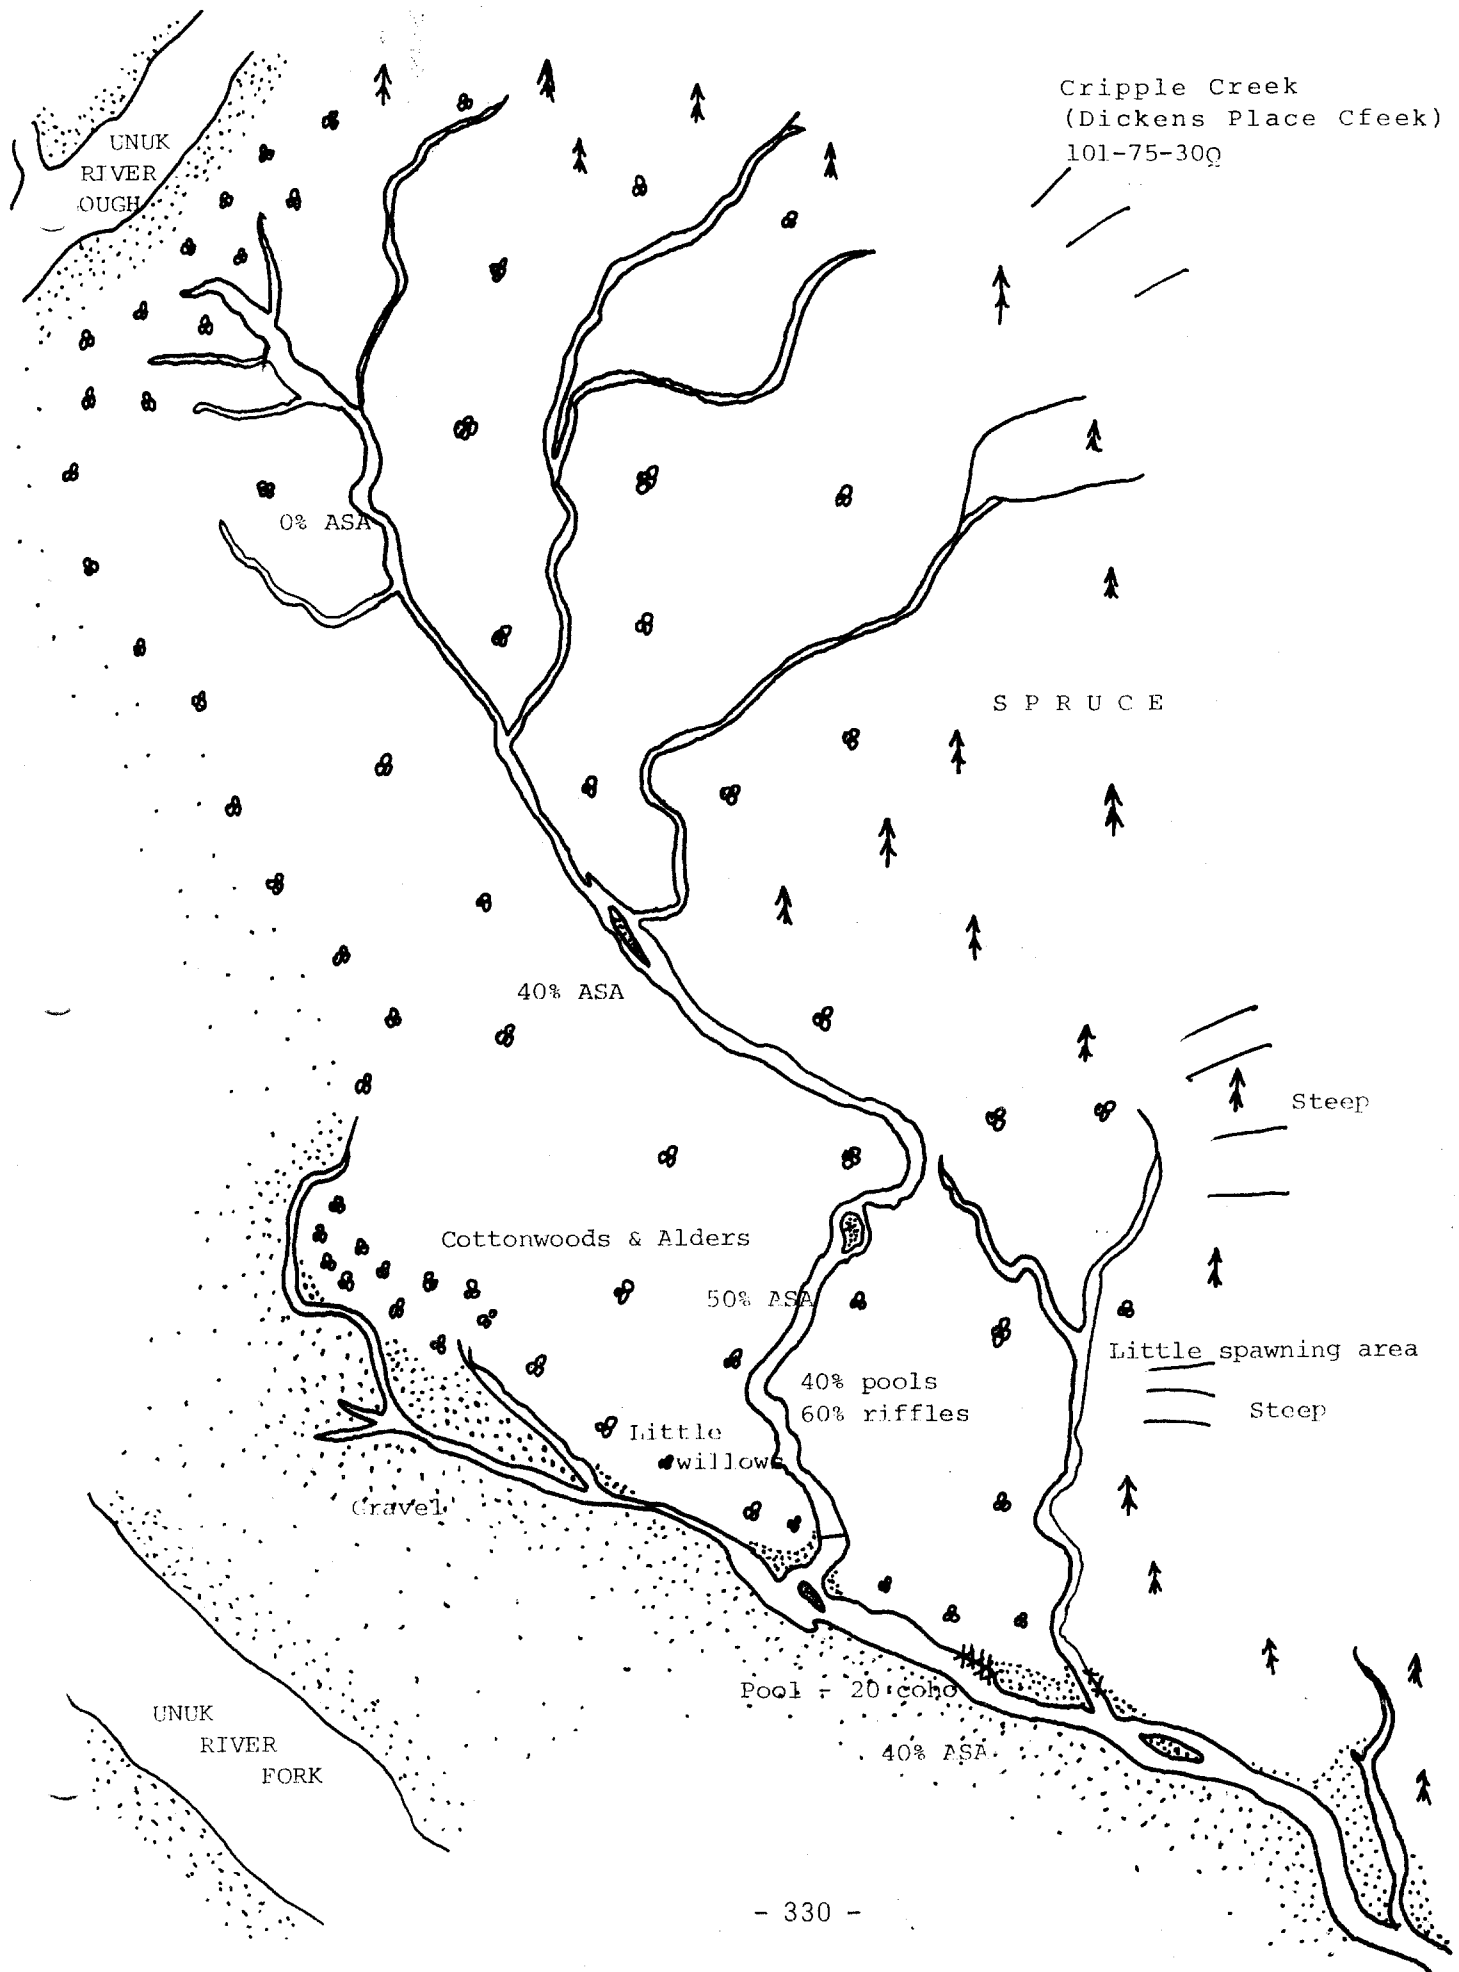 Cripple Creek
(Dickens Place Cfeek)
101-75-30O
UNUK
RIVER
OUGH
0% ASA
S P R U C E
40% ASA
Steep
Cottonwoods & Alders
50% ASA
Little spawning area
40% pools
60% riffles
Steep
Little
willows
Gravel
Pool - 20 coho
40% ASA
UNUK
RIVER
FORK
- 330 -